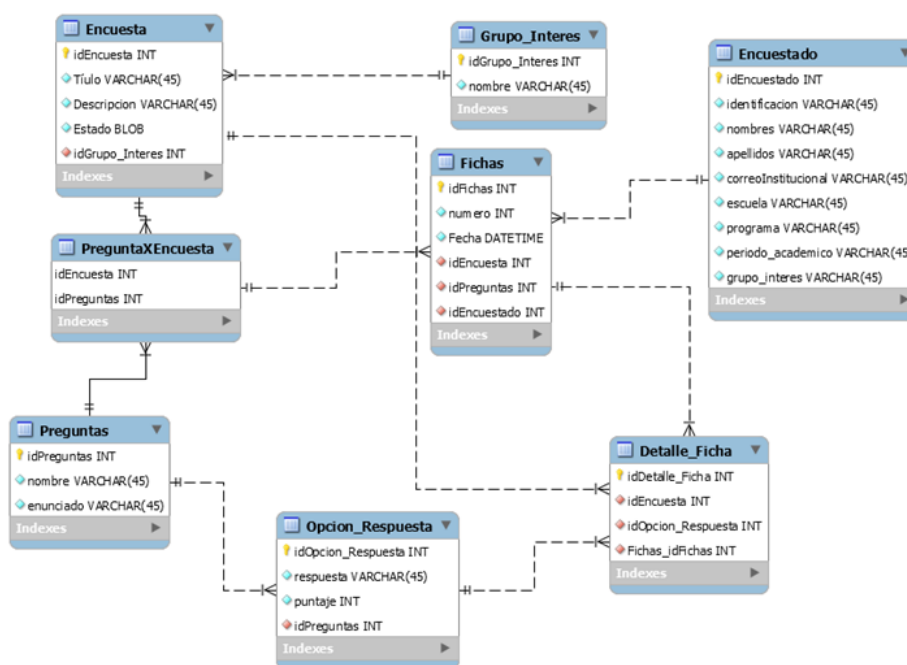 Encuesta
idEncuesta INT
Tíulo VARCHAR(45)
Descripcion VARCHAR(45)
Estado BLOB
idGrupo_Interes INT
Indexes
Grupo_Interes
idGrupo_Interes INT
nombre VARCHAR(45)
Indexes
Encuestado
idEncuestado INT
identificacion VARCHAR(45)
nombres VARCHAR(45)
apellidos VARCHAR(45)
correoInstitucional VARCHAR(45)
escuela VARCHAR(45)
programa VARCHAR(45)
periodo_academico VARCHAR(45)
grupo_interes VARCHAR(45)
Indexes
Fichas
idFichas INT
numero INT
Fecha DATETIME
idEncuesta INT
idPreguntas INT
idEncuestado INT
Indexes
PreguntaXEncuesta
idEncuesta INT
idPreguntas INT
Indexes
Preguntas
idPreguntas INT
nombre VARCHAR(45)
enunciado VARCHAR(45)
Indexes
Opcion_Respuesta
idOpcion_Respuesta INT
respuesta VARCHAR(45)
puntaje INT
idPreguntas INT
Indexes
Detalle_Ficha
idDetalle_Ficha INT
idEncuesta INT
idOpcion_Respuesta INT
Fichas_idFichas INT
Indexes